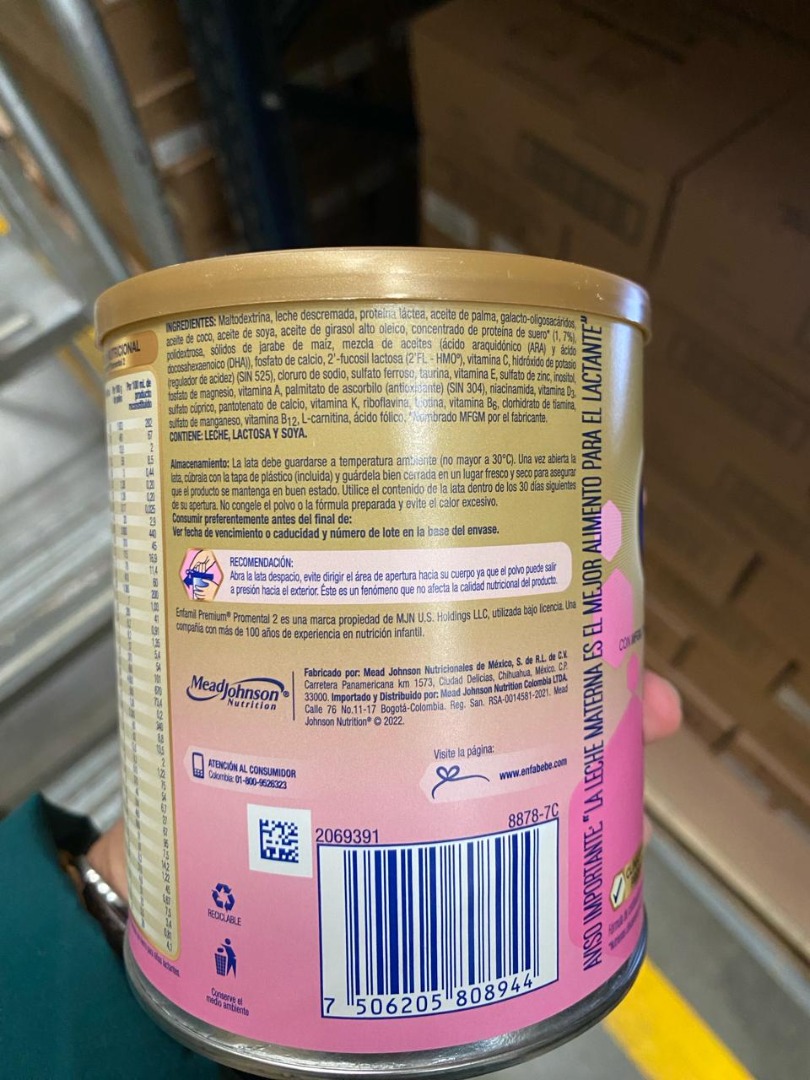 TRICIONAL
Por 100 mL de
producto
reconstituido
INGREDIENTES: Maltodextrina, leche descremada, proteína láctea, aceite de palma, galacto-oligosacáridos,
aceite de coco, aceite de soya, aceite de girasol alto oleico, concentrado de proteína de suero* (1, 7%),
polidextrosa, sólidos de jarabe de maíz, mezcla de aceites (ácido araquidónico (ARA) y ácido
docosahexaenoico (DHA)), fosfato de calcio, 2'-fucosil lactosa (2'FL - HMO), vitamina C, hidróxido de potasio
(regulador de acidez) (SIN 525), cloruro de sodio, sulfato ferroso, taurina, vitamina E, sulfato de zinc, inositol,
fosfato de magnesio, vitamina A, palmitato de ascorbilo (antioxidante) (SIN 304), niacinamida, vitamina D3,
sulfato cúprico, pantotenato de calcio, vitamina K, riboflavina, biotina, vitamina B6, clorhidrato de tiamina,
sulfato de manganeso, vitamina B12, L-carnitina, ácido fólico. *Nombrado MFGM por el fabricante.
CONTIENE: LECHE, LACTOSA Y SOYA.
Almacenamiento: La lata debe guardarse a temperatura ambiente (no mayor a 30°C). Una vez abierta la
lata, cúbrala con la tapa de plástico (incluida) y guárdela bien cerrada en un lugar fresco y seco para asegurar
que el producto se mantenga en buen estado. Utilice el contenido de la lata dentro de los 30 días siguientes
de su apertura. No congele el polvo o la fórmula preparada y evite el calor excesivo.
Consumir preferentemente antes del final de:
Ver fecha de vencimiento o caducidad y número de lote en la base del envase.
RECOMENDACIÓN:
Abra la lata despacio, evite dirigir el área de apertura hacia su cuerpo ya que el polvo puede salir
a presión hacia el exterior. Éste es un fenómeno que no afecta la calidad nutricional del producto.
Enfamil Premium® Promental 2 es una marca propiedad de MJN U.S. Holdings LLC, utilizada bajo licencia. Una
compañía con más de 100 años de experiencia en nutrición infantil.
MeadJohnson®
Nutrition
Fabricado por: Mead Johnson Nutricionales de México, S. de R.L. de C.V.
Carretera Panamericana km 1573, Ciudad Delicias, Chihuahua, México. C.P.
33000. Importado y Distribuido por: Mead Johnson Nutrition Colombia LTDA.
Calle 76 No.11-17 Bogotá-Colombia. Reg. San. RSA-0014581-2021. Mead
Johnson Nutrition® © 2022.
ATENCIÓN AL CONSUMIDOR
Colombia: 01-800-9526323
Visite la página:
www.enfabebe.com
2069391
8878-7C
RECICLABLE
Conserve el
medio ambiente
7 506205 808944
AVISO IMPORTANTE: "LA LECHE MATERNA ES EL MEJOR ALIMENTO PARA EL LACTANTE"
CON